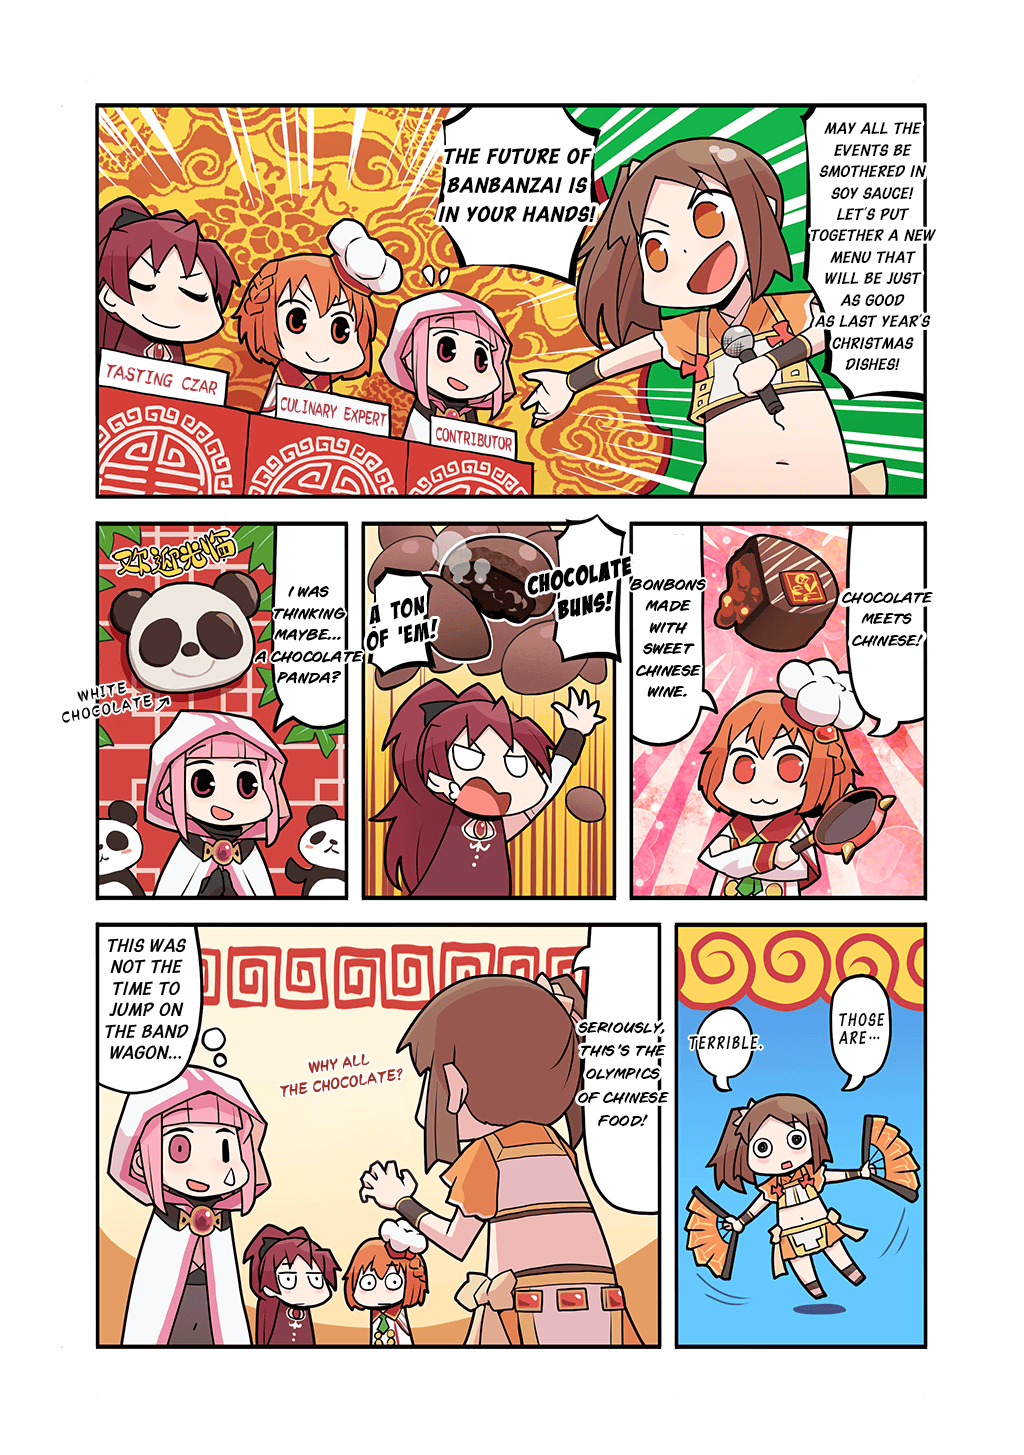 MAY ALL THE
EVENTS BE
SMOTHERED IN
SOY SAUCE!
LET'S PUT
TOGETHER A NEW
MENU THAT
WILL BE JUST
AS GOOD
AS LAST YEAR'S
CHRISTMAS
DISHES!
THE FUTURE OF
BANBANZAI IS
IN YOUR HANDS!
TASTING CZAR
CULINARY EXPERT
CONTRIBUTOR
CHOCOLATE
MEETS
CHINESE!
BONBONS
MADE
WITH
SWEET
CHINESE
WINE.
CHOCOLATE
BUNS!
A TON
OF 'EM!
欢迎光临
I WAS
THINKING
MAYBE...
A CHOCOLATE
PANDA?
WHITE
CHOCOLATE↗
THOSE
ARE…
TERRIBLE.
SERIOUSLY,
THIS'S THE
OLYMPICS
OF CHINESE
FOOD!
WHY ALL
THE CHOCOLATE?
THIS WAS
NOT THE
TIME TO
JUMP ON
THE BAND
WAGON...